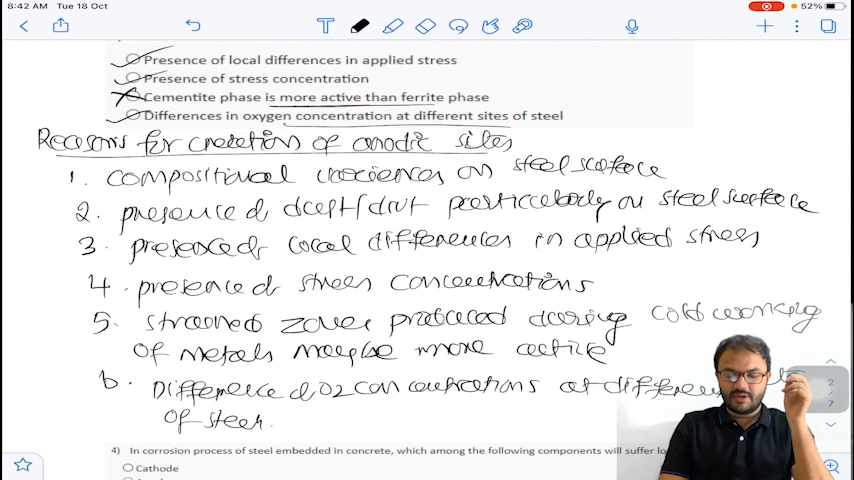 8:42 AM Tue 18 Oct
52%
Presence of local differences in applied stress
Presence of stress concentration
Cementite phase is more active than ferrite phase
Differences in oxygen concentration at different sites of steel
Reasons for creation of anodic sites
1. compositional on steel surface
2. presence of dust/dirt particularly on steel surface
3. presence of local differences in applied stress
4. presence of stress concentrations
5. strained zones produced during cold working
of metals maybe more active
6. Difference of O2 concentrations at different
of steel.
4) In corrosion process of steel embedded in concrete, which among the following components will suffer
Cathode
2
7